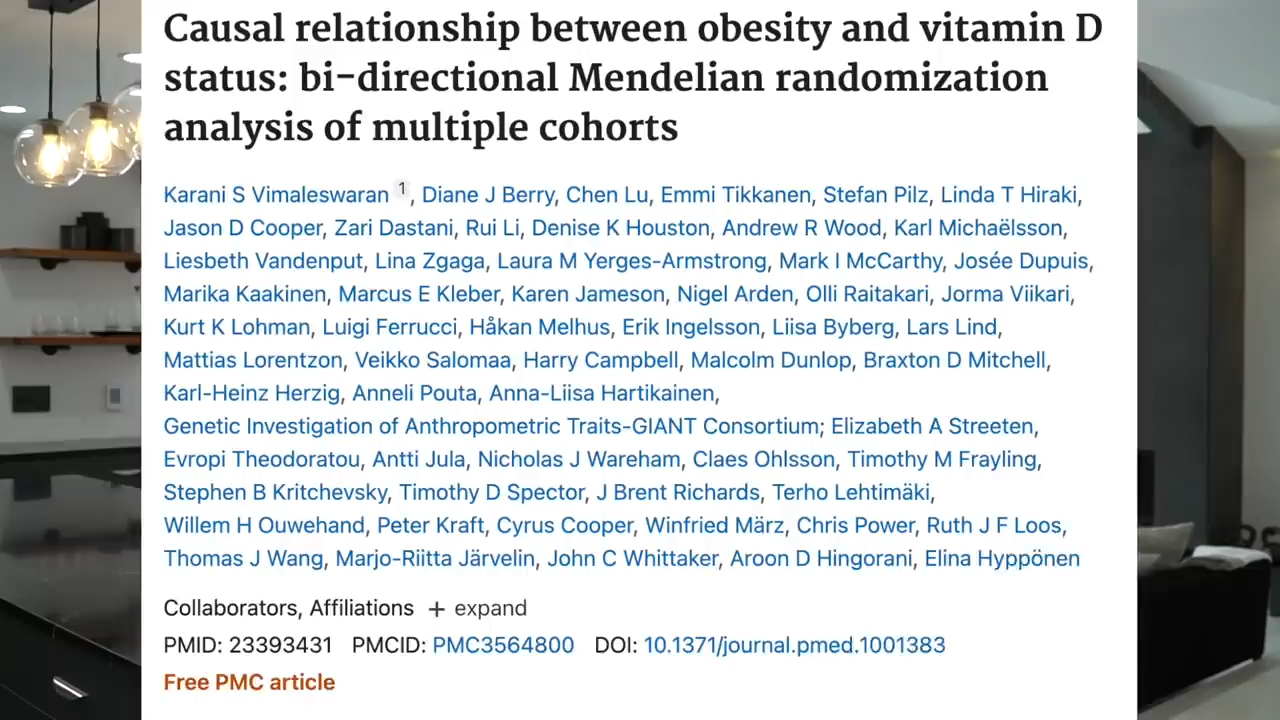 Causal relationship between obesity and vitamin D
status: bi-directional Mendelian randomization
analysis of multiple cohorts
Karani S Vimaleswaran 1, Diane J Berry, Chen Lu, Emmi Tikkanen, Stefan Pilz, Linda T Hiraki,
Jason D Cooper, Zari Dastani, Rui Li, Denise K Houston, Andrew R Wood, Karl Michaëlsson,
Liesbeth Vandenput, Lina Zgaga, Laura M Yerges-Armstrong, Mark I McCarthy, Josée Dupuis,
Marika Kaakinen, Marcus E Kleber, Karen Jameson, Nigel Arden, Olli Raitakari, Jorma Viikari,
Kurt K Lohman, Luigi Ferrucci, Håkan Melhus, Erik Ingelsson, Liisa Byberg, Lars Lind,
Mattias Lorentzon, Veikko Salomaa, Harry Campbell, Malcolm Dunlop, Braxton D Mitchell,
Karl-Heinz Herzig, Anneli Pouta, Anna-Liisa Hartikainen,
Genetic Investigation of Anthropometric Traits-GIANT Consortium; Elizabeth A Streeten,
Evropi Theodoratou, Antti Jula, Nicholas J Wareham, Claes Ohlsson, Timothy M Frayling,
Stephen B Kritchevsky, Timothy D Spector, J Brent Richards, Terho Lehtimäki,
Willem H Ouwehand, Peter Kraft, Cyrus Cooper, Winfried März, Chris Power, Ruth J F Loos,
Thomas J Wang, Marjo-Riitta Järvelin, John C Whittaker, Aroon D Hingorani, Elina Hyppönen
Collaborators, Affiliations + expand
PMID: 23393431 PMCID: PMC3564800 DOI: 10.1371/journal.pmed.1001383
Free PMC article